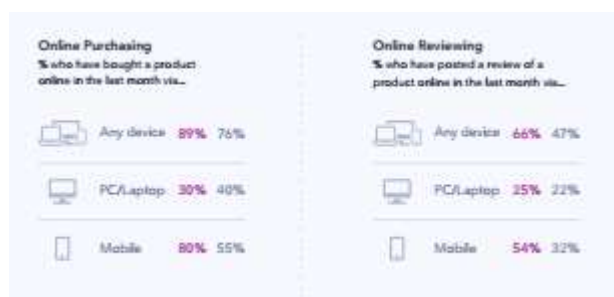 Online Purchasing
% who have bought a product
online in the last month via...
Any device 89% 76%
PC/Laptop 30% 40%
Mobile 80% 55%
Online Reviewing
% who have posted a review of a
product online in the last month via...
Any device 66% 47%
PC/Laptop 25% 22%
Mobile 54% 32%